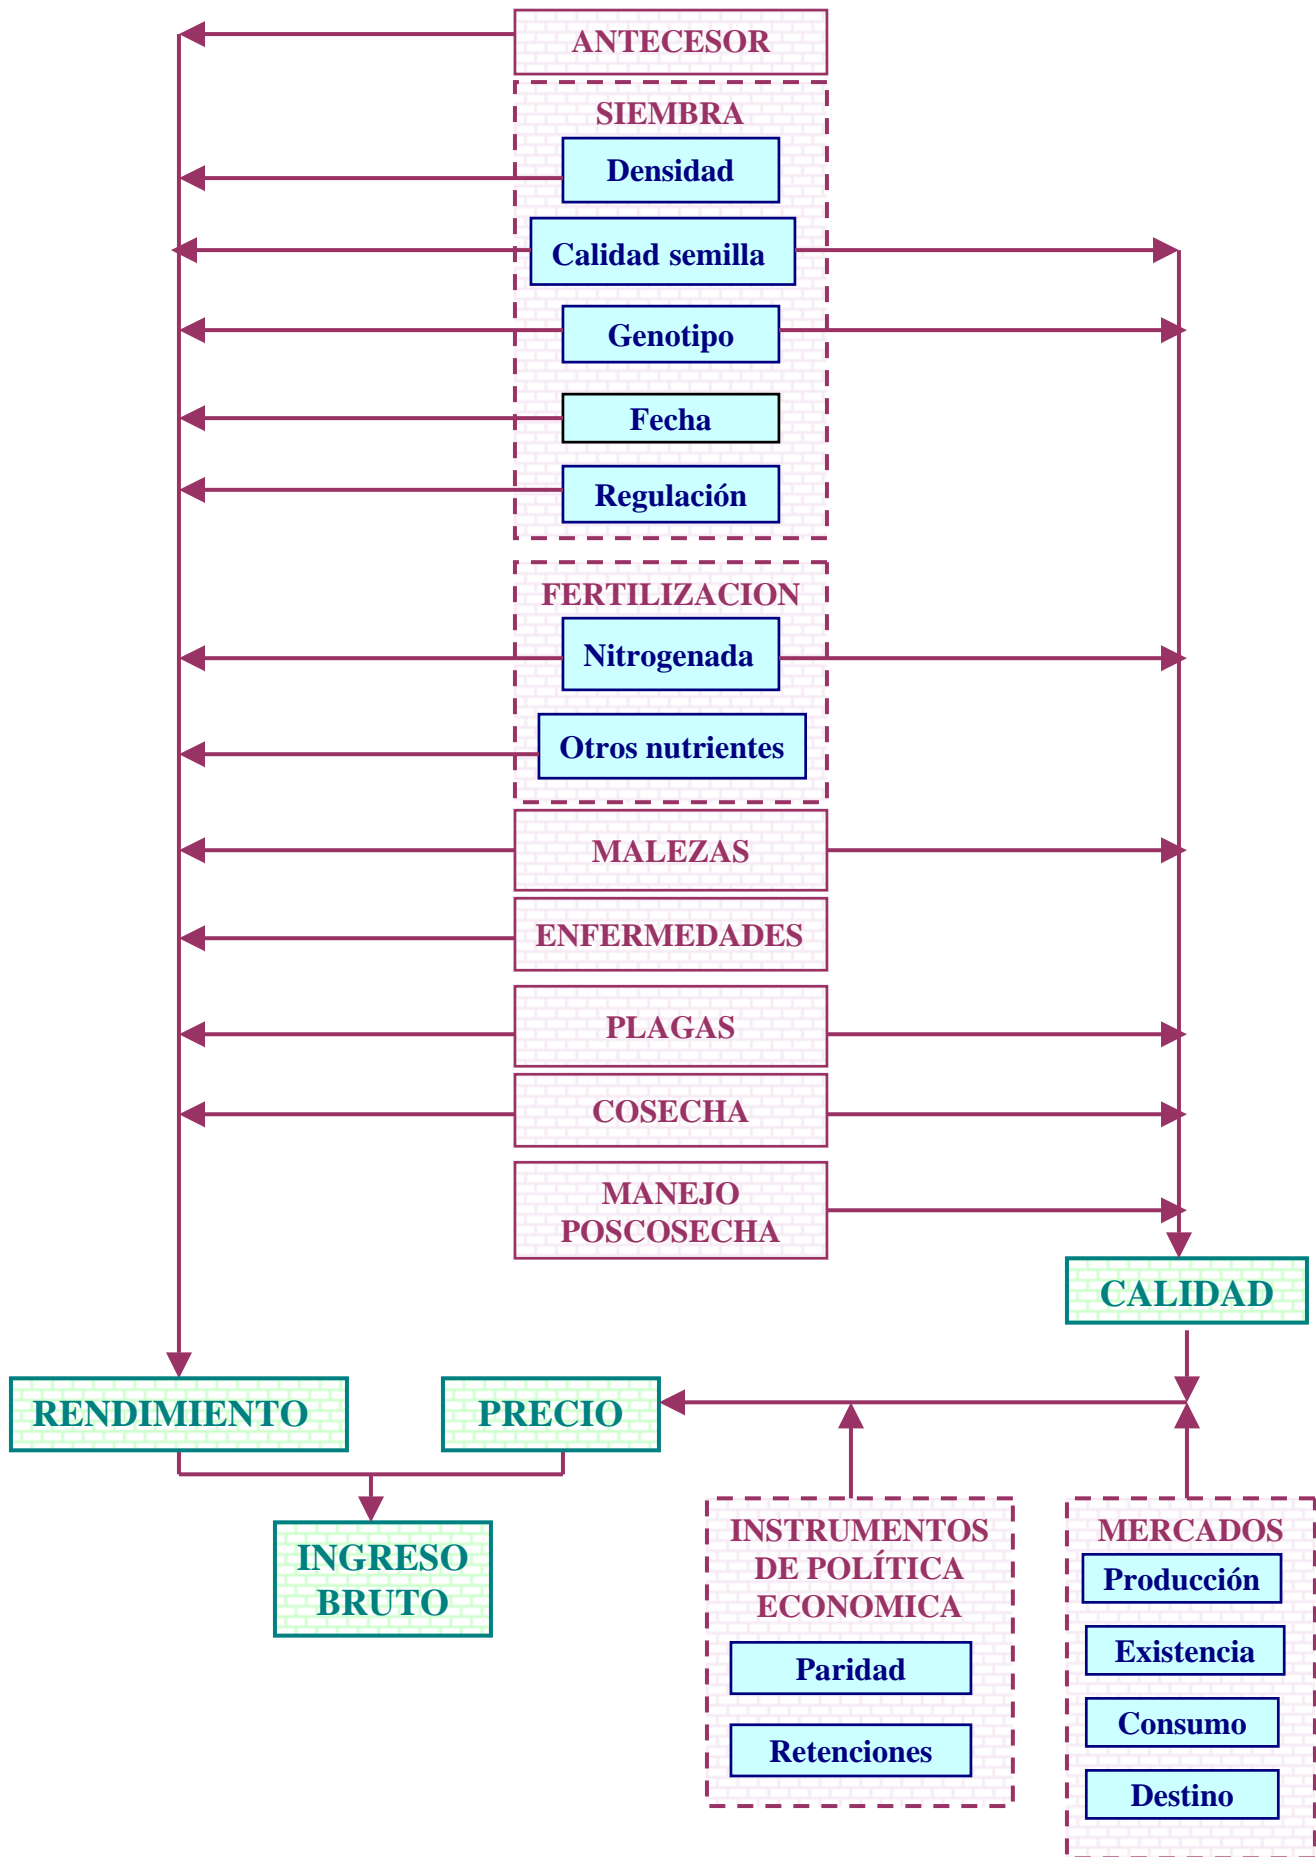 ANTECESOR
SIEMBRA
Densidad
Calidad semilla
Genotipo
Fecha
Regulación
FERTILIZACION
Nitrogenada
Otros nutrientes
MALEZAS
ENFERMEDADES
PLAGAS
COSECHA
MANEJO
POSCOSECHA
CALIDAD
RENDIMIENTO
PRECIO
INGRESO
BRUTO
INSTRUMENTOS
DE POLÍTICA
ECONOMICA
Paridad
Retenciones
MERCADOS
Producción
Existencia
Consumo
Destino